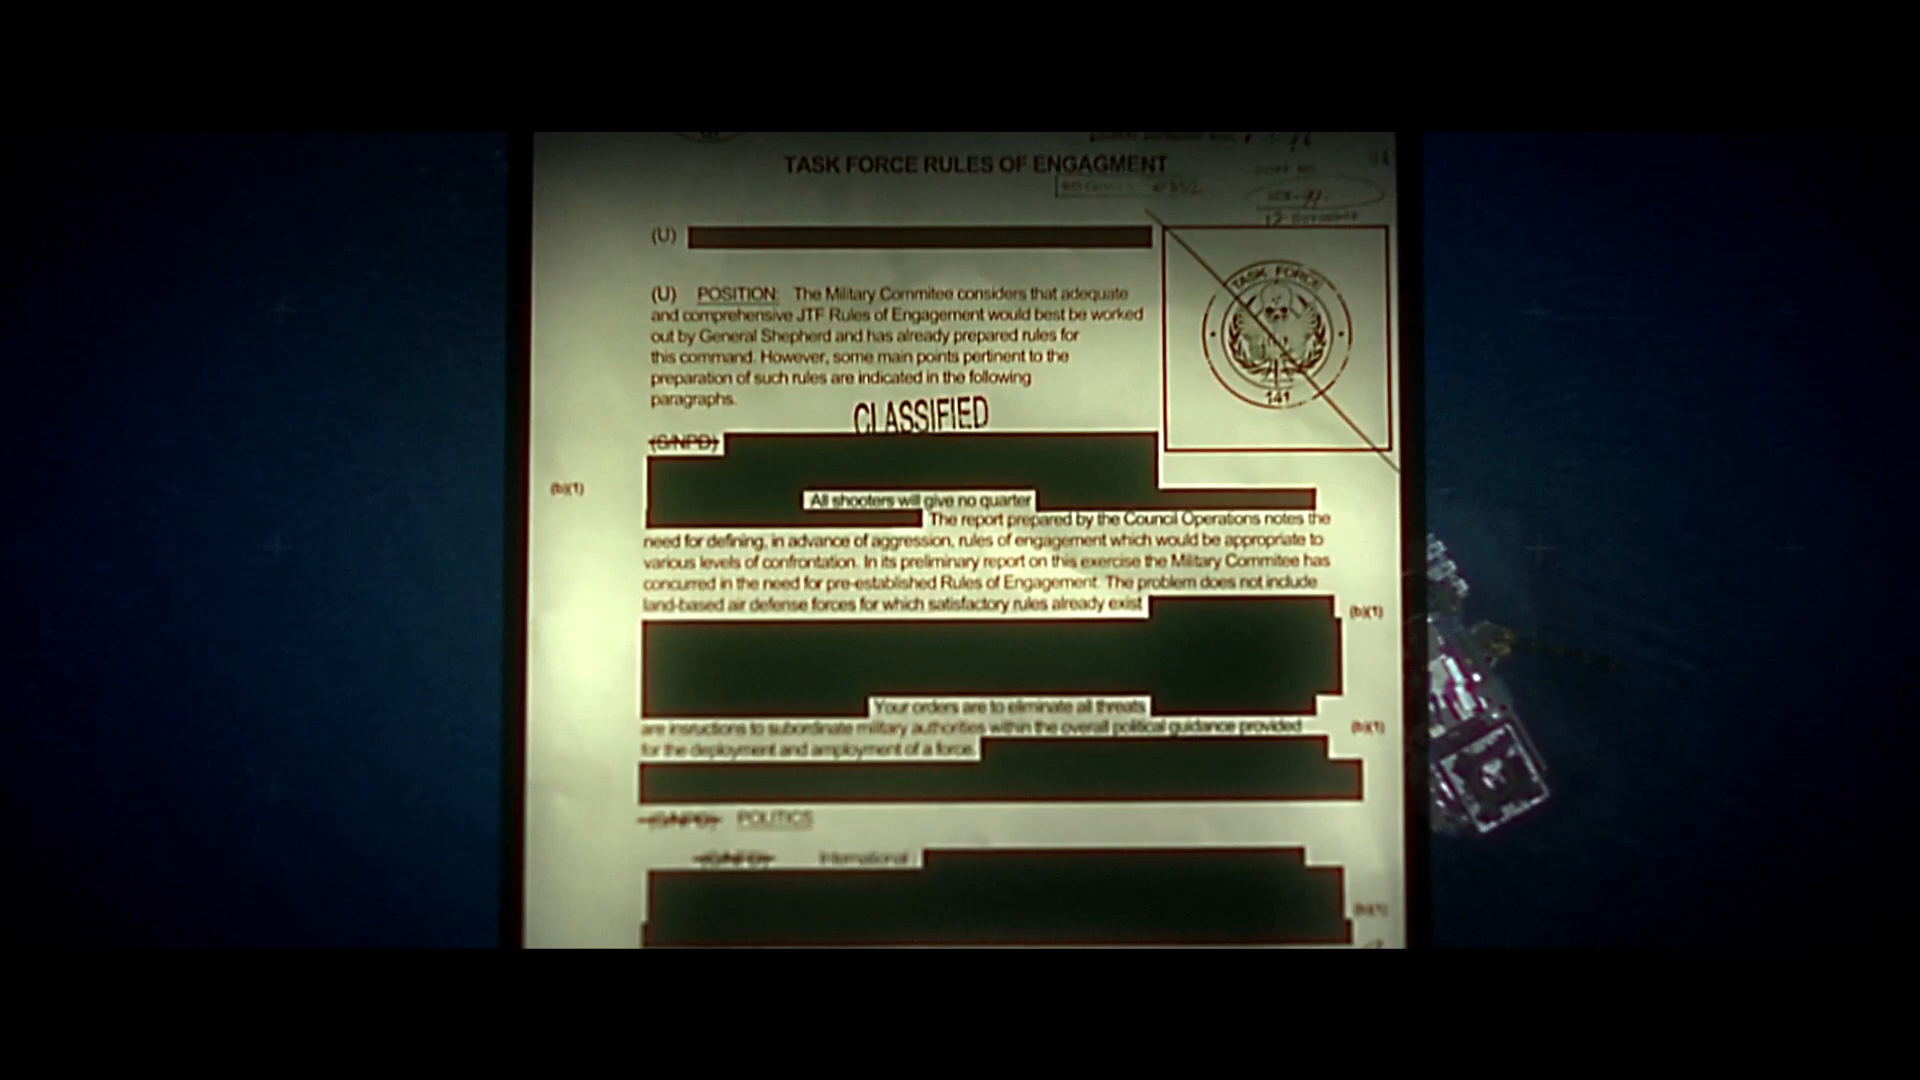 TASK FORCE RULES OF ENGAGMENT
12 November
(U)
(U) POSITION: The Military Commitee considers that adequate
and comprehensive JTF Rules of Engagement would best be worked
out by General Shepherd and has already prepared rules for
this command. However, some main points pertinent to the
preparation of such rules are indicated in the following
paragraphs.
TASK FORCE
141
CLASSIFIED
(S/NPD)
(b)(1)
All shooters will give no quarter
The report prepared by the Council Operations notes the
need for defining, in advance of aggression, rules of engagement which would be appropriate to
various levels of confrontation. In its preliminary report on this exercise the Military Commitee has
concurred in the need for pre-established Rules of Engagement. The problem does not include
land-based air defense forces for which satisfactory rules already exist
(b)(1)
Your orders are to eliminate all threats
are insructions to subordinate military authorities within the overall political guidance provided
(b)(1)
for the deployment and employment of a force.
(S/NPD) POLITICS
(S/NPD) International
(b)(1)